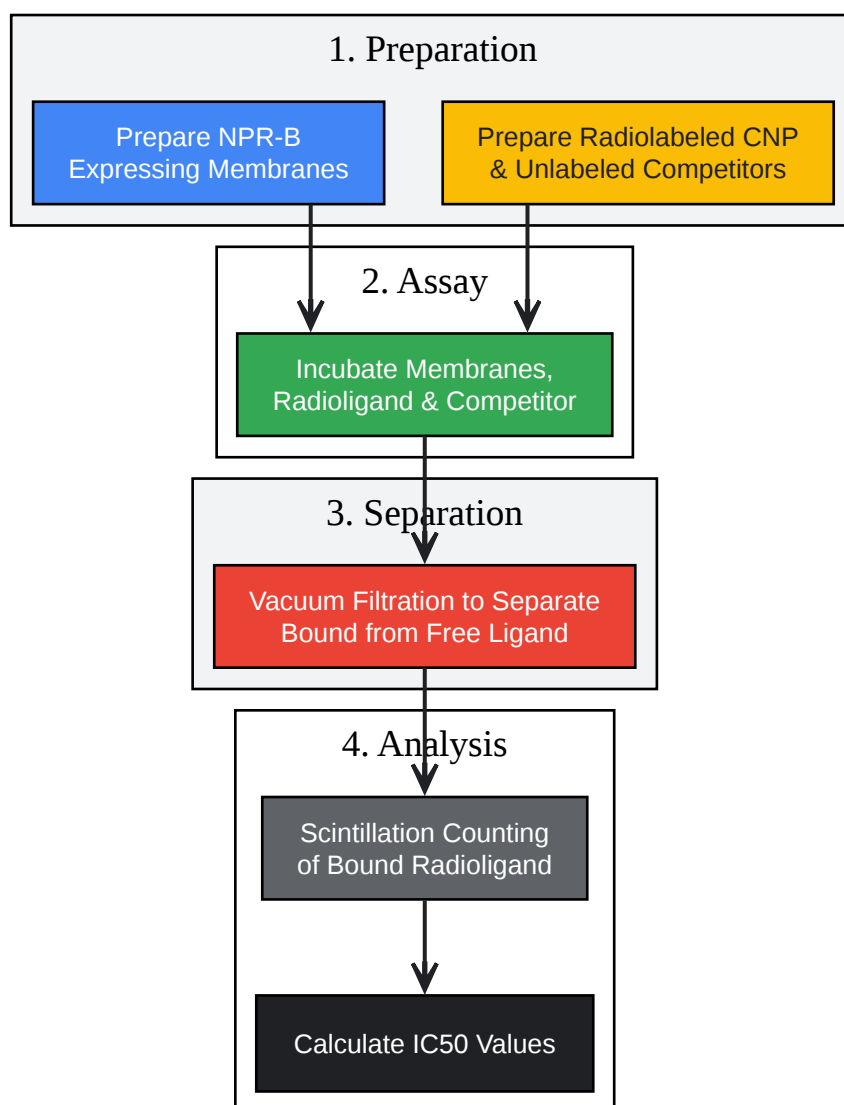 1. Preparation
Prepare NPR-B
Expressing Membranes
Prepare Radiolabeled CNP
& Unlabeled Competitors
2. Assay
Incubate Membranes,
Radioligand & Competitor
3. Separation
Vacuum Filtration to Separate
Bound from Free Ligand
4. Analysis
Scintillation Counting
of Bound Radioligand
Calculate IC50 Values